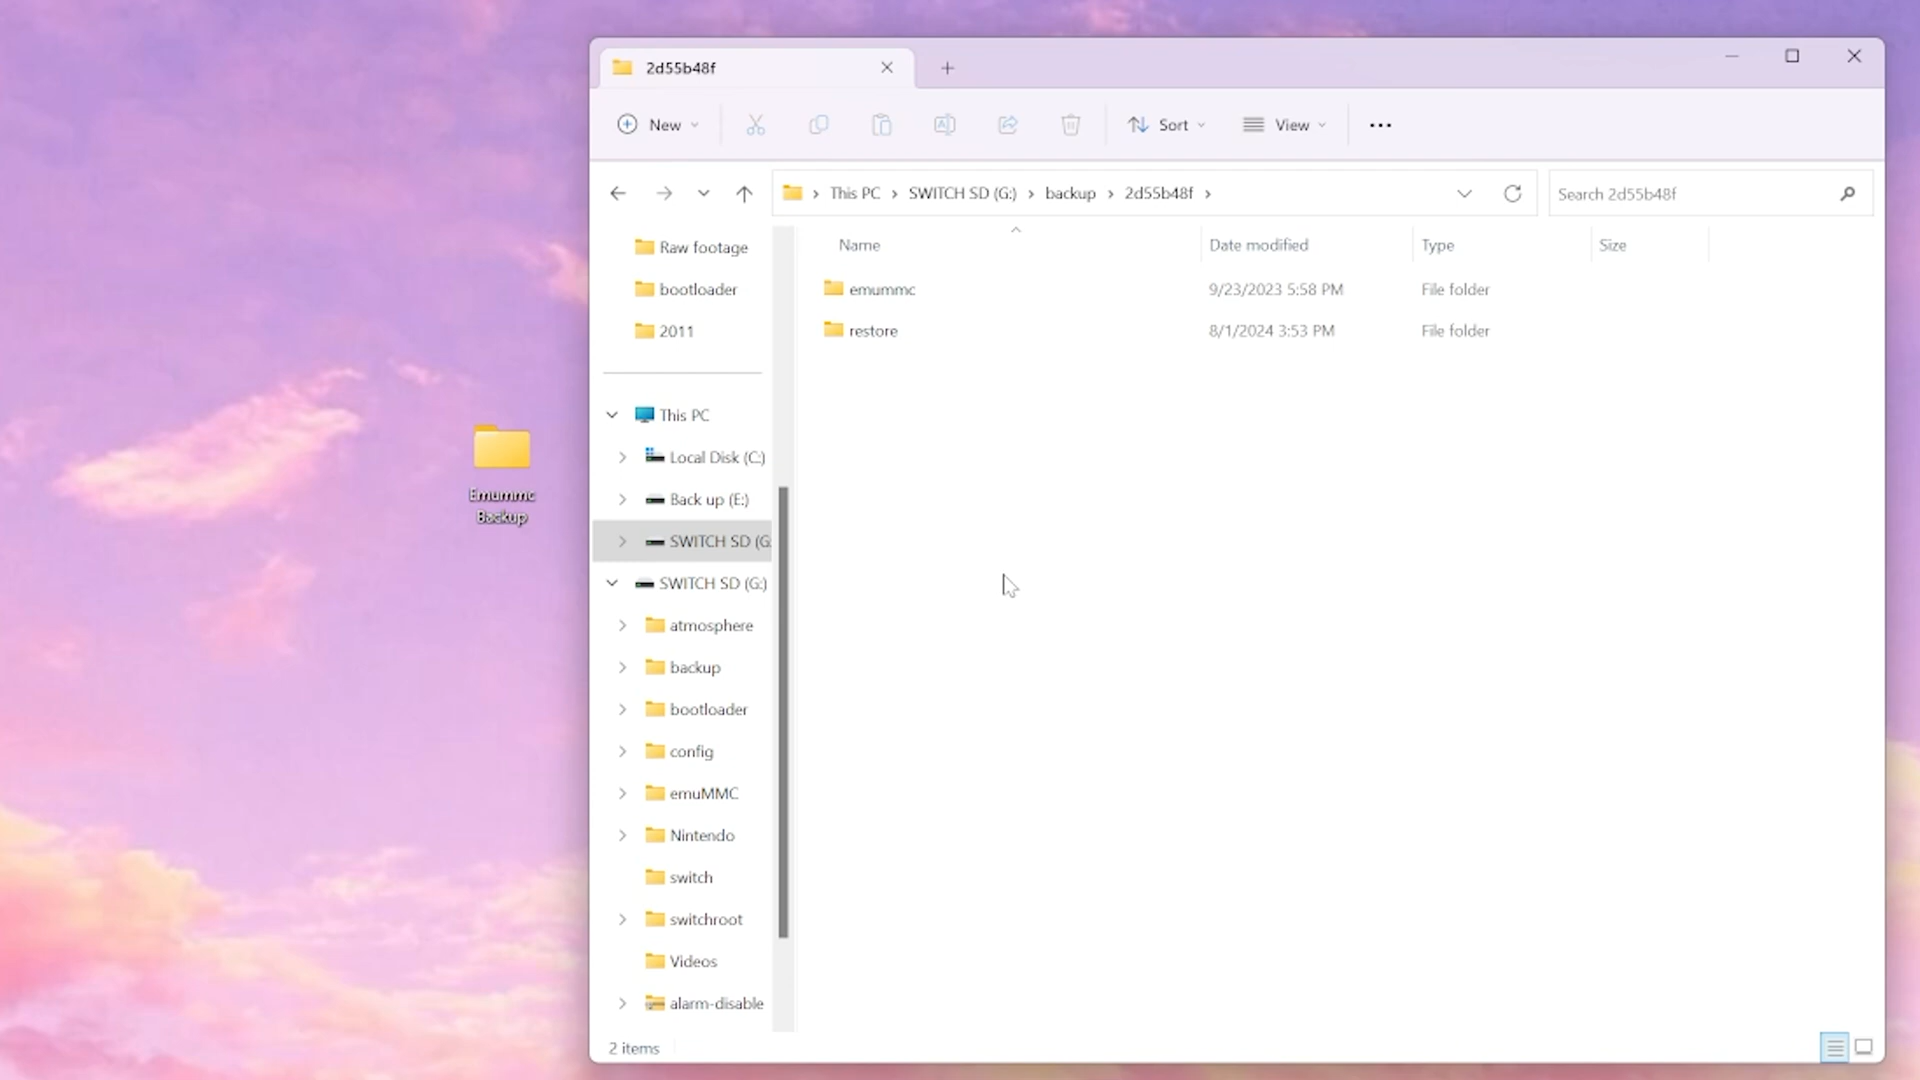 2d55b48f
New
Sort
View
This PC
SWITCH SD (G:)
backup
2d55b48f
Search 2d55b48f
Raw footage
bootloader
2011
This PC
Local Disk (C:)
Back up (E:)
SWITCH SD (G:
SWITCH SD (G:)
atmosphere
backup
bootloader
config
emuMMC
Nintendo
switch
switchroot
Videos
alarm-disable
Name
Date modified
Type
Size
emummc
9/23/2023 5:58 PM
File folder
restore
8/1/2024 3:53 PM
File folder
2 items
Emummc
Backup